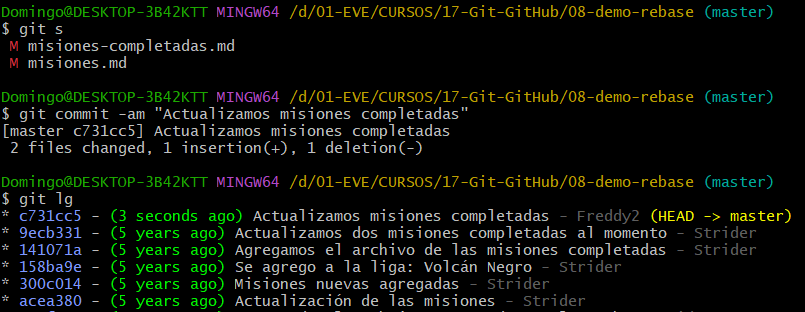 Domingo@DESKTOP-3B42KTT MINGW64 /d/01-EVE/CURSOS/17-Git-GitHub/08-demo-rebase (master)
$ git s
 M misiones-completadas.md
 M misiones.md
Domingo@DESKTOP-3B42KTT MINGW64 /d/01-EVE/CURSOS/17-Git-GitHub/08-demo-rebase (master)
$ git commit -am "Actualizamos misiones completadas"
[master c731cc5] Actualizamos misiones completadas
 2 files changed, 1 insertion(+), 1 deletion(-)
Domingo@DESKTOP-3B42KTT MINGW64 /d/01-EVE/CURSOS/17-Git-GitHub/08-demo-rebase (master)
$ git lg
* c731cc5 - (3 seconds ago) Actualizamos misiones completadas - Freddy2 (HEAD -> master)
* 9ecb331 - (5 years ago) Actualizamos dos misiones completadas al momento - Strider
* 141071a - (5 years ago) Agregamos el archivo de las misiones completadas - Strider
* 158ba9e - (5 years ago) Se agrego a la liga: Volcán Negro - Strider
* 300c014 - (5 years ago) Misiones nuevas agregadas - Strider
* acea380 - (5 years ago) Actualización de las misiones - Strider